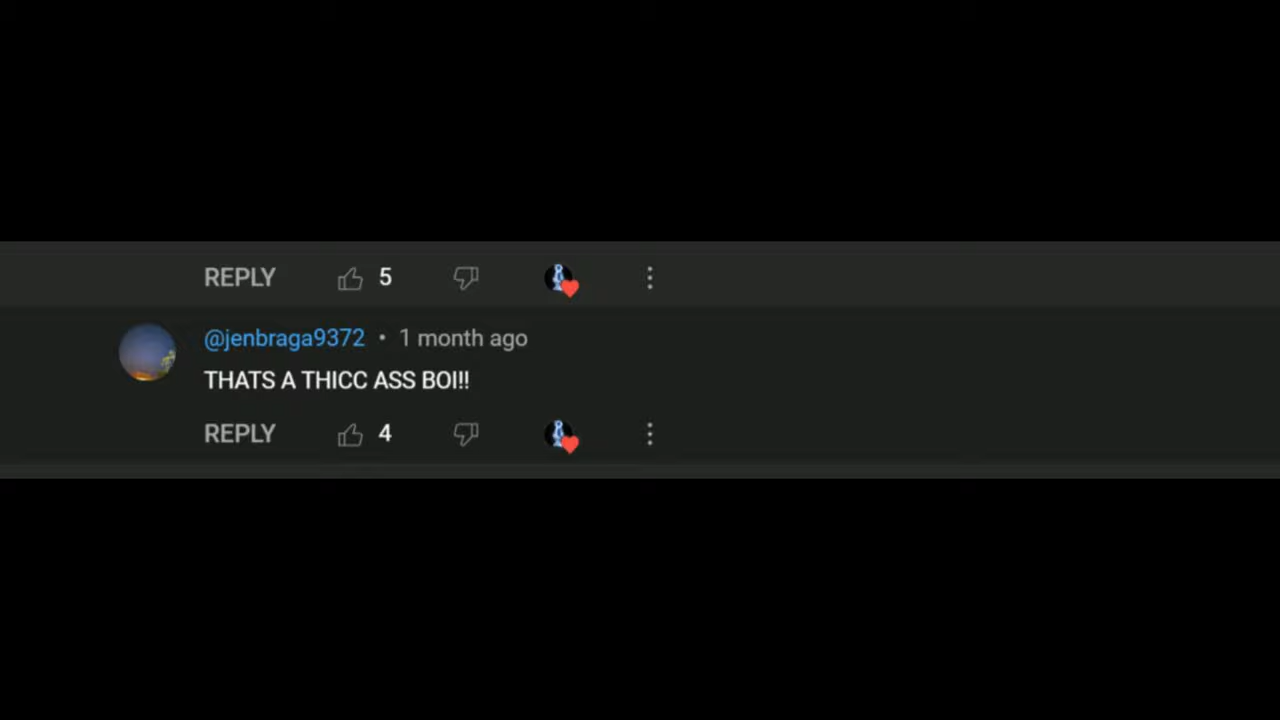 REPLY 5
@jenbraga9372 • 1 month ago
THATS A THICC ASS BOI!!
REPLY 4